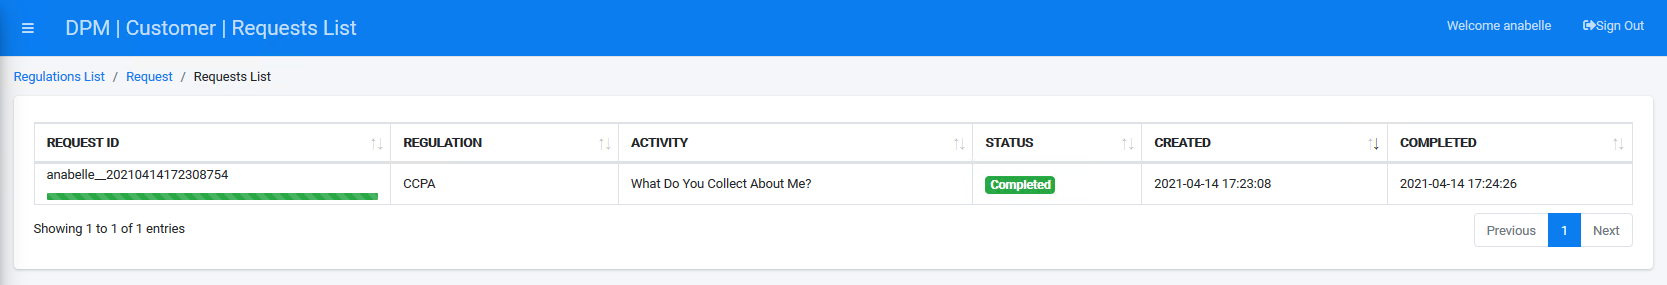 DPM | Customer | Requests List
Welcome anabelle
Sign Out
Regulations List / Request / Requests List
REQUEST ID REGULATION ACTIVITY STATUS CREATED COMPLETED
anabelle__20210414172308754 CCPA What Do You Collect About Me? Completed 2021-04-14 17:23:08 2021-04-14 17:24:26
Showing 1 to 1 of 1 entries
Previous 1 Next